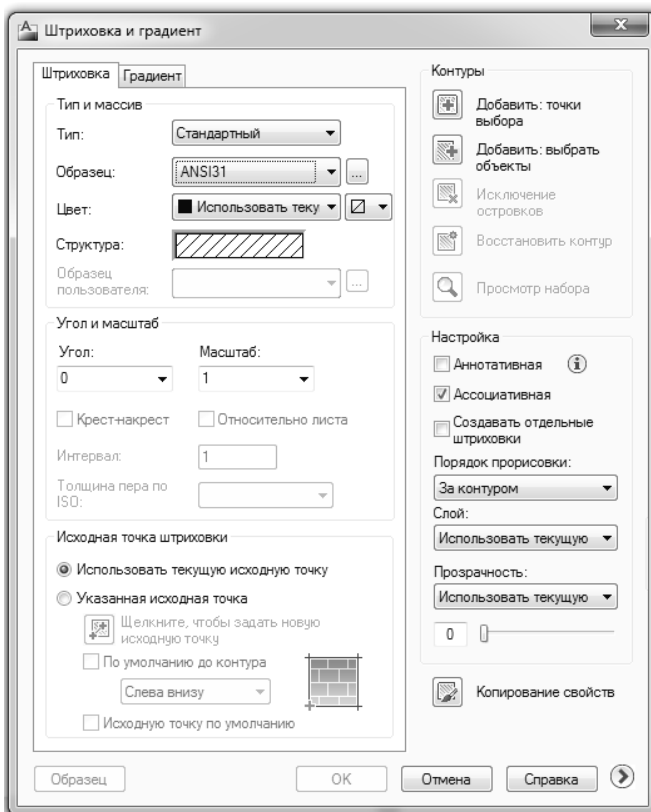 Штриховка и градиент
Штриховка
Градиент
Тип и массив
Тип:
Стандартный
Образец:
ANSI31
...
Цвет:
Использовать теку
Структура:
Образец
пользователя:
...
Угол и масштаб
Угол:
Масштаб:
0
1
Крест-накрест
Относительно листа
Интервал:
1
Толщина пера по
ISO:
Исходная точка штриховки
Использовать текущую исходную точку
Указанная исходная точка
Щелкните, чтобы задать новую
исходную точку
По умолчанию до контура
Слева внизу
Исходную точку по умолчанию
Контуры
Добавить: точки
выбора
Добавить: выбрать
объекты
Исключение
островков
Восстановить контур
Просмотр набора
Настройка
Аннотативная
Ассоциативная
Создавать отдельные
штриховки
Порядок прорисовки:
За контуром
Слой:
Использовать текущую
Прозрачность:
Использовать текущую
0
Копирование свойств
Образец
OK
Отмена
Справка